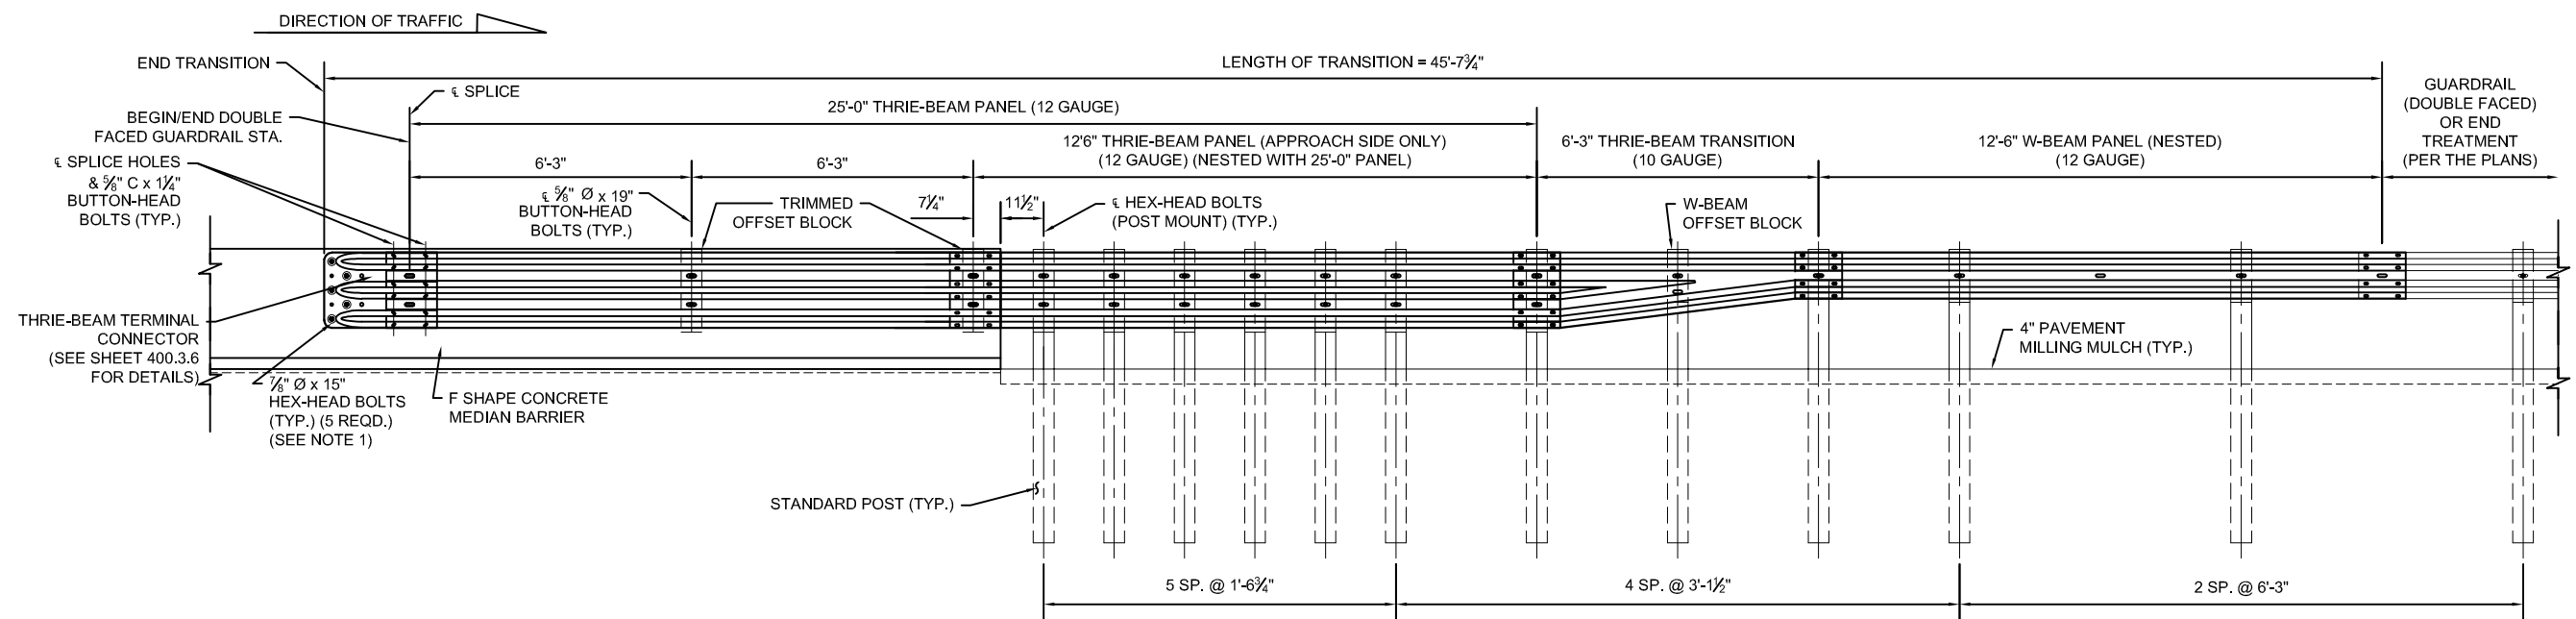 DIRECTION OF TRAFFIC
END TRANSITION
LENGTH OF TRANSITION = 45'-7¾"
℄ SPLICE
25'-0" THRIE-BEAM PANEL (12 GAUGE)
GUARDRAIL
(DOUBLE FACED)
OR END
TREATMENT
(PER THE PLANS)
BEGIN/END DOUBLE
FACED GUARDRAIL STA.
12'6" THRIE-BEAM PANEL (APPROACH SIDE ONLY)
(12 GAUGE) (NESTED WITH 25'-0" PANEL)
6'-3" THRIE-BEAM TRANSITION
(10 GAUGE)
12'-6" W-BEAM PANEL (NESTED)
(12 GAUGE)
℄ SPLICE HOLES
& ⅝" C x 1¼"
BUTTON-HEAD
BOLTS (TYP.)
6'-3"
6'-3"
℄ ⅝" Ø x 19"
BUTTON-HEAD
BOLTS (TYP.)
TRIMMED
OFFSET BLOCK
7¼"
11½"
℄ HEX-HEAD BOLTS
(POST MOUNT) (TYP.)
W-BEAM
OFFSET BLOCK
THRIE-BEAM TERMINAL
CONNECTOR
(SEE SHEET 400.3.6
FOR DETAILS)
⅞" Ø x 15"
HEX-HEAD BOLTS
(TYP.) (5 REQD.)
(SEE NOTE 1)
F SHAPE CONCRETE
MEDIAN BARRIER
4" PAVEMENT
MILLING MULCH (TYP.)
STANDARD POST (TYP.)
5 SP. @ 1'-6¾"
4 SP. @ 3'-1½"
2 SP. @ 6'-3"